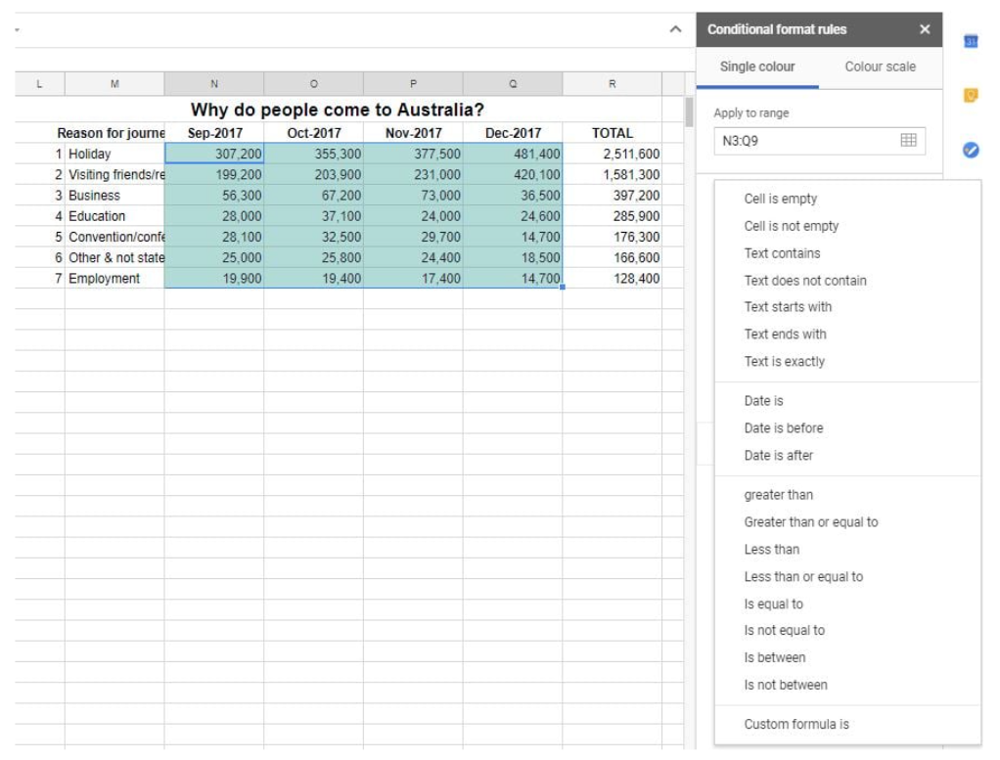 Conditional format rules ×
Single colour Colour scale
L M N O P Q R
Why do people come to Australia?
Reason for journe Sep-2017 Oct-2017 Nov-2017 Dec-2017 TOTAL
1 Holiday 307,200 355,300 377,500 481,400 2,511,600
2 Visiting friends/re 199,200 203,900 231,000 420,100 1,581,300
3 Business 56,300 67,200 73,000 36,500 397,200
4 Education 28,000 37,100 24,000 24,600 285,900
5 Convention/confe 28,100 32,500 29,700 14,700 176,300
6 Other & not state 25,000 25,800 24,400 18,500 166,600
7 Employment 19,900 19,400 17,400 14,700 128,400
Apply to range
N3:Q9
Cell is empty
Cell is not empty
Text contains
Text does not contain
Text starts with
Text ends with
Text is exactly
Date is
Date is before
Date is after
greater than
Greater than or equal to
Less than
Less than or equal to
Is equal to
Is not equal to
Is between
Is not between
Custom formula is
31